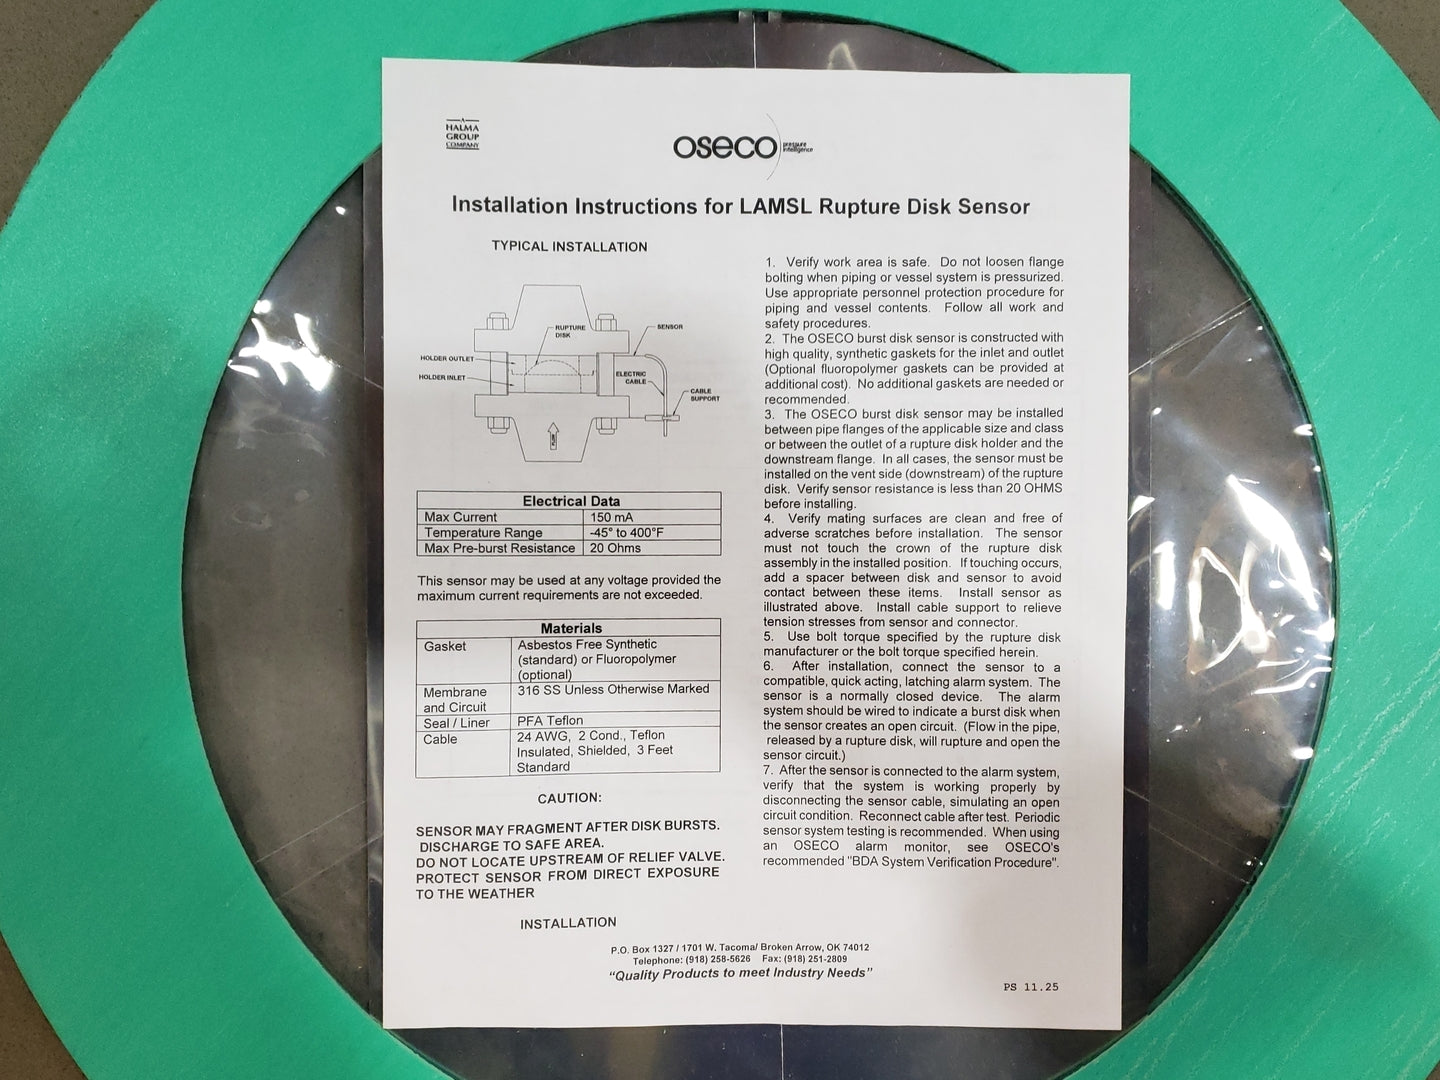 A
HALMA
GROUP
COMPANY
oseco
pressure
intelligence
Installation Instructions for LAMSL Rupture Disk Sensor
TYPICAL INSTALLATION
RUPTURE
DISK
SENSOR
HOLDER OUTLET
HOLDER INLET
ELECTRIC
CABLE
CABLE
SUPPORT
FLOW
Electrical Data
Max Current 150 mA
Temperature Range -45° to 400°F
Max Pre-burst Resistance 20 Ohms
This sensor may be used at any voltage provided the
maximum current requirements are not exceeded.
Materials
Gasket Asbestos Free Synthetic
(standard) or Fluoropolymer
(optional)
Membrane 316 SS Unless Otherwise Marked
and Circuit
Seal / Liner PFA Teflon
Cable 24 AWG, 2 Cond., Teflon
Insulated, Shielded, 3 Feet
Standard
CAUTION:
SENSOR MAY FRAGMENT AFTER DISK BURSTS.
DISCHARGE TO SAFE AREA.
DO NOT LOCATE UPSTREAM OF RELIEF VALVE.
PROTECT SENSOR FROM DIRECT EXPOSURE
TO THE WEATHER
INSTALLATION
1. Verify work area is safe. Do not loosen flange
bolting when piping or vessel system is pressurized.
Use appropriate personnel protection procedure for
piping and vessel contents. Follow all work and
safety procedures.
2. The OSECO burst disk sensor is constructed with
high quality, synthetic gaskets for the inlet and outlet
(Optional fluoropolymer gaskets can be provided at
additional cost). No additional gaskets are needed or
recommended.
3. The OSECO burst disk sensor may be installed
between pipe flanges of the applicable size and class
or between the outlet of a rupture disk holder and the
downstream flange. In all cases, the sensor must be
installed on the vent side (downstream) of the rupture
disk. Verify sensor resistance is less than 20 OHMS
before installing.
4. Verify mating surfaces are clean and free of
adverse scratches before installation. The sensor
must not touch the crown of the rupture disk
assembly in the installed position. If touching occurs,
add a spacer between disk and sensor to avoid
contact between these items. Install sensor as
illustrated above. Install cable support to relieve
tension stresses from sensor and connector.
5. Use bolt torque specified by the rupture disk
manufacturer or the bolt torque specified herein.
6. After installation, connect the sensor to a
compatible, quick acting, latching alarm system. The
sensor is a normally closed device. The alarm
system should be wired to indicate a burst disk when
the sensor creates an open circuit. (Flow in the pipe,
released by a rupture disk, will rupture and open the
sensor circuit.)
7. After the sensor is connected to the alarm system,
verify that the system is working properly by
disconnecting the sensor cable, simulating an open
circuit condition. Reconnect cable after test. Periodic
sensor system testing is recommended. When using
an OSECO alarm monitor, see OSECO's
recommended "BDA System Verification Procedure".
P.O. Box 1327 / 1701 W. Tacoma/ Broken Arrow, OK 74012
Telephone: (918) 258-5626 Fax: (918) 251-2809
“Quality Products to meet Industry Needs”
PS 11.25